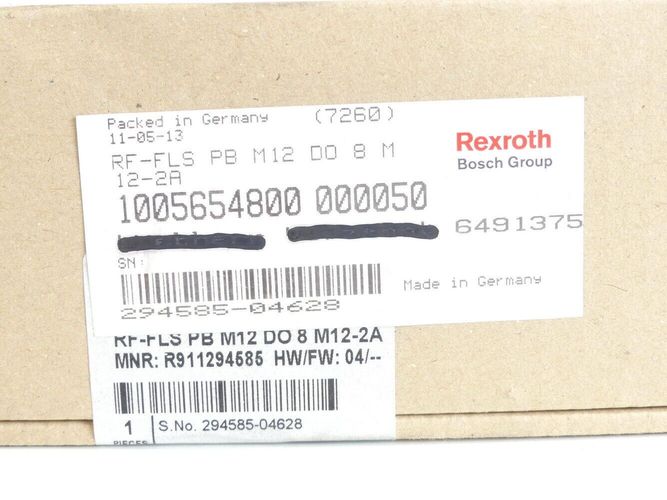 Packed in Germany (7260)
11-05-13
RF-FLS PB M12 DO 8 M
12-2A
Rexroth
Bosch Group
1005654800 000050
6491375
SN:
Made in Germany
294585-04628
RF-FLS PB M12 DO 8 M12-2A
MNR: R911294585 HW/FW: 04/--
1 S.No. 294585-04628
PIECES